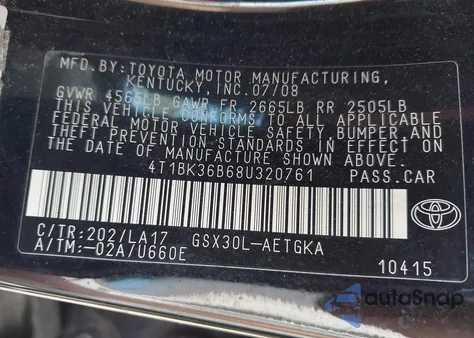 MFD.BY:TOYOTA MOTOR MANUFACTURING,
KENTUCKY, INC.07/08
GVWR 4565LB GAWR FR 2665LB RR 2505LB
THIS VEHICLE CONFORMS TO ALL APPLICABLE
FEDERAL MOTOR VEHICLE SAFETY, BUMPER, AND
THEFT PREVENTION STANDARDS IN EFFECT ON
THE DATE OF MANUFACTURE SHOWN ABOVE.
4T1BK36B68U320761 PASS.CAR
C/TR:202/LA17 GSX30L-AETGKA
A/TM:-02A/U660E
TOYOTA
10415
autoSnap